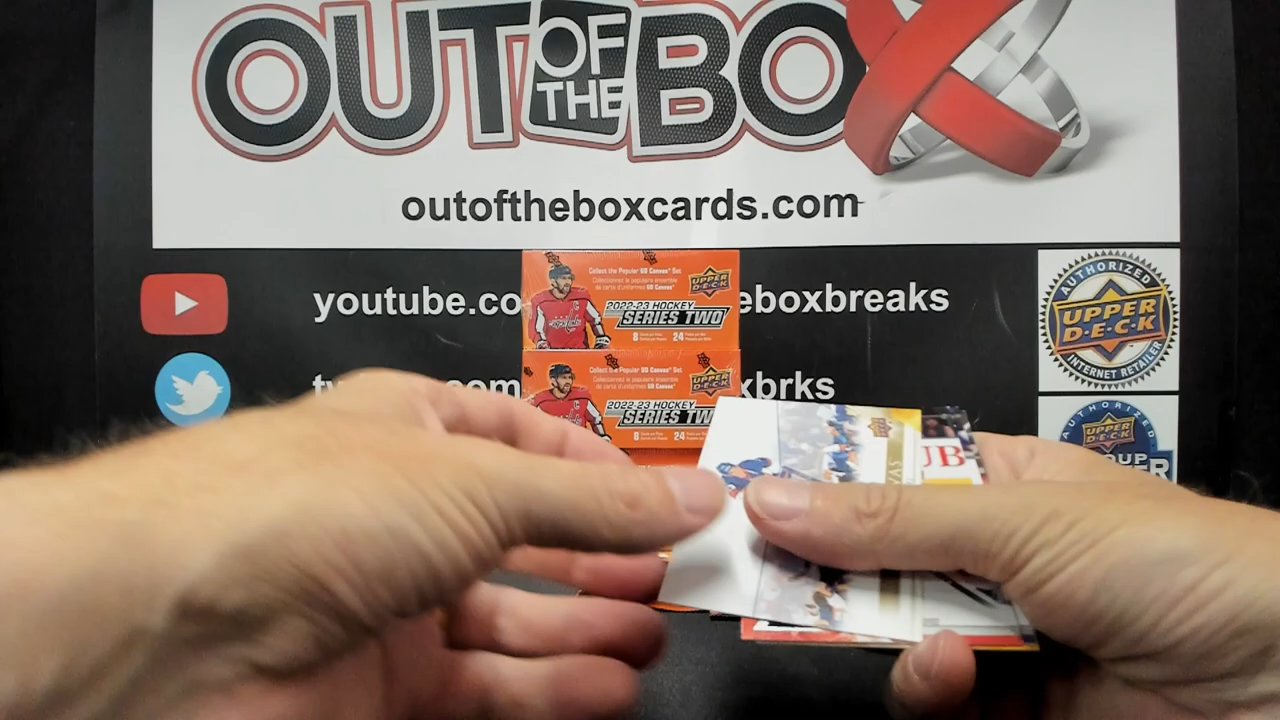 OUT OF THE BOX
outoftheboxcards.com
youtube.co eboxbreaks
xbrks
Collect the Popular UD Canvas Set
UPPER DECK
2022-23 HOCKEY
SERIES TWO
8 24
Collect the Popular UD Canvas Set
UPPER DECK
2022-23 HOCKEY
SERIES TWO
8 24
AUTHORIZED
UPPER DECK
INTERNET RETAILER
AUTHORIZED
UPPER DECK